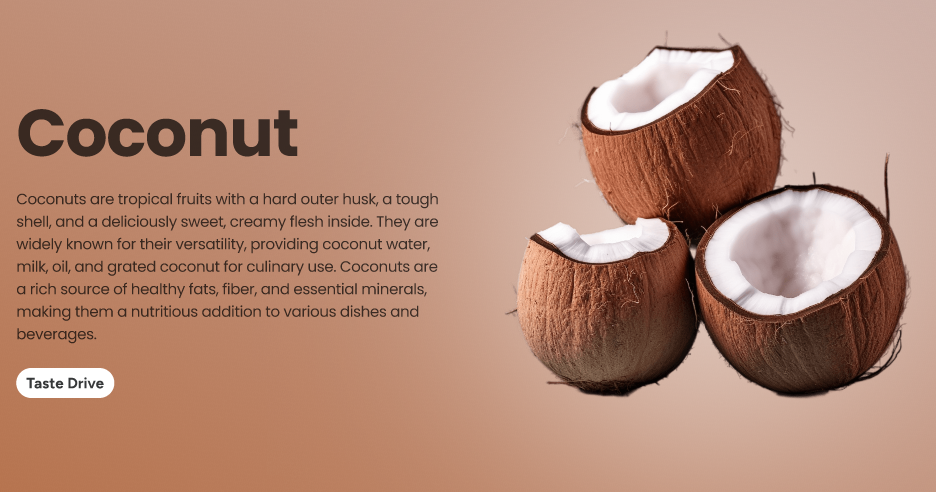 Coconut
Coconuts are tropical fruits with a hard outer husk, a tough
shell, and a deliciously sweet, creamy flesh inside. They are
widely known for their versatility, providing coconut water,
milk, oil, and grated coconut for culinary use. Coconuts are
a rich source of healthy fats, fiber, and essential minerals,
making them a nutritious addition to various dishes and
beverages.
Taste Drive